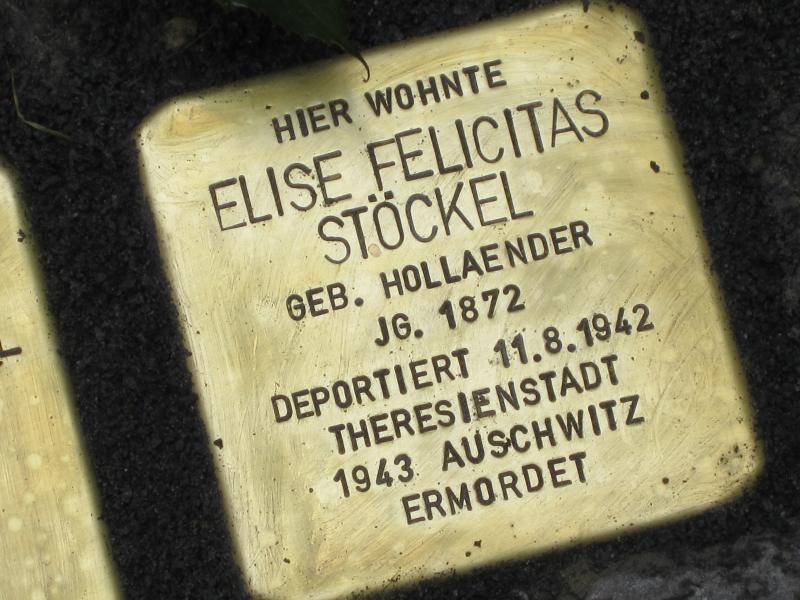 HIER WOHNTE
ELISE FELICITAS
STÖCKEL
GEB. HOLLAENDER
JG. 1872
DEPORTIERT 11.8.1942
THERESIENSTADT
1943 AUSCHWITZ
ERMORDET